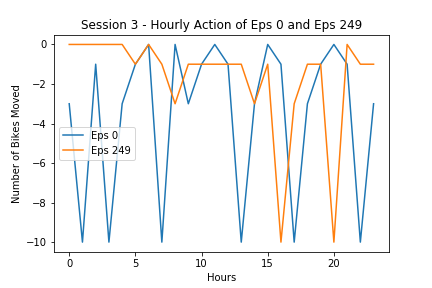 Session 3 - Hourly Action of Eps 0 and Eps 249
Number of Bikes Moved
0
−2
−4
−6
−8
−10
Eps 0
Eps 249
0 5 10 15 20
Hours